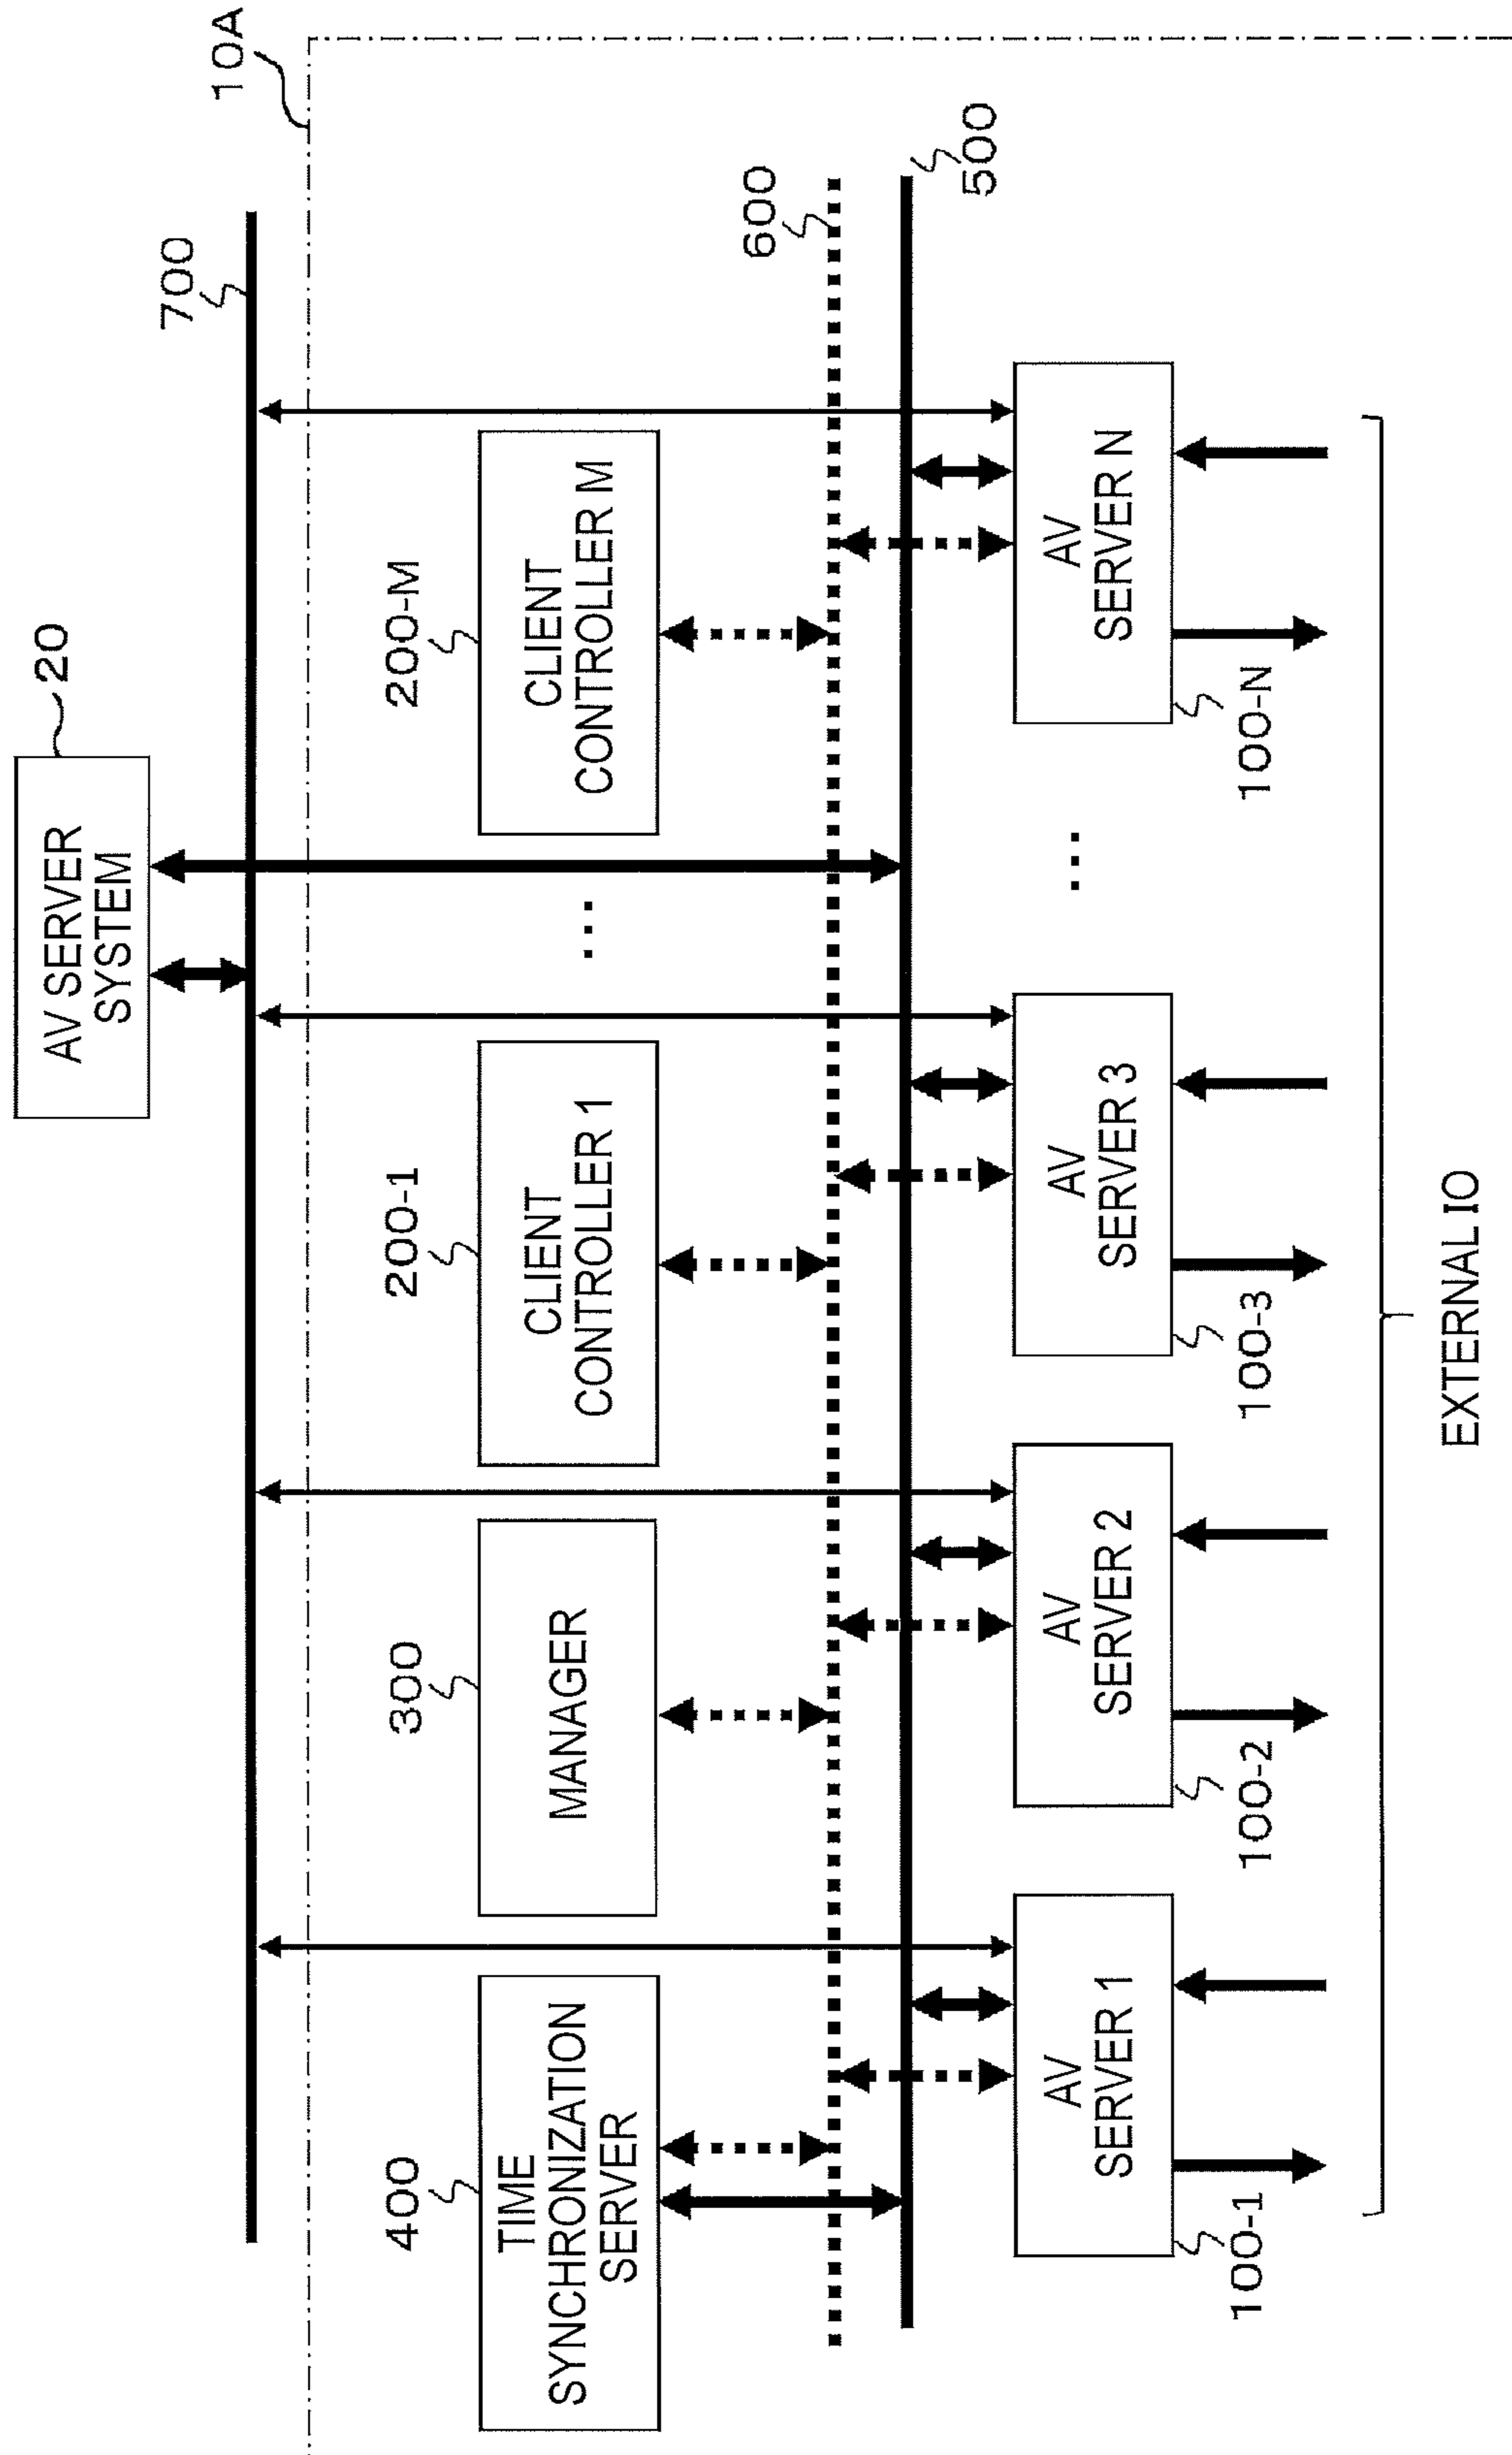 AV SERVER
SYSTEM
20
10A
700
400
300
200-1
200-M
600
TIME
SYNCHRONIZATION
SERVER
MANAGER
CLIENT
CONTROLLER 1
...
CLIENT
CONTROLLER M
500
AV
SERVER 1
AV
SERVER 2
AV
SERVER 3
...
AV
SERVER N
100-1
100-2
100-3
100-N
EXTERNAL IO